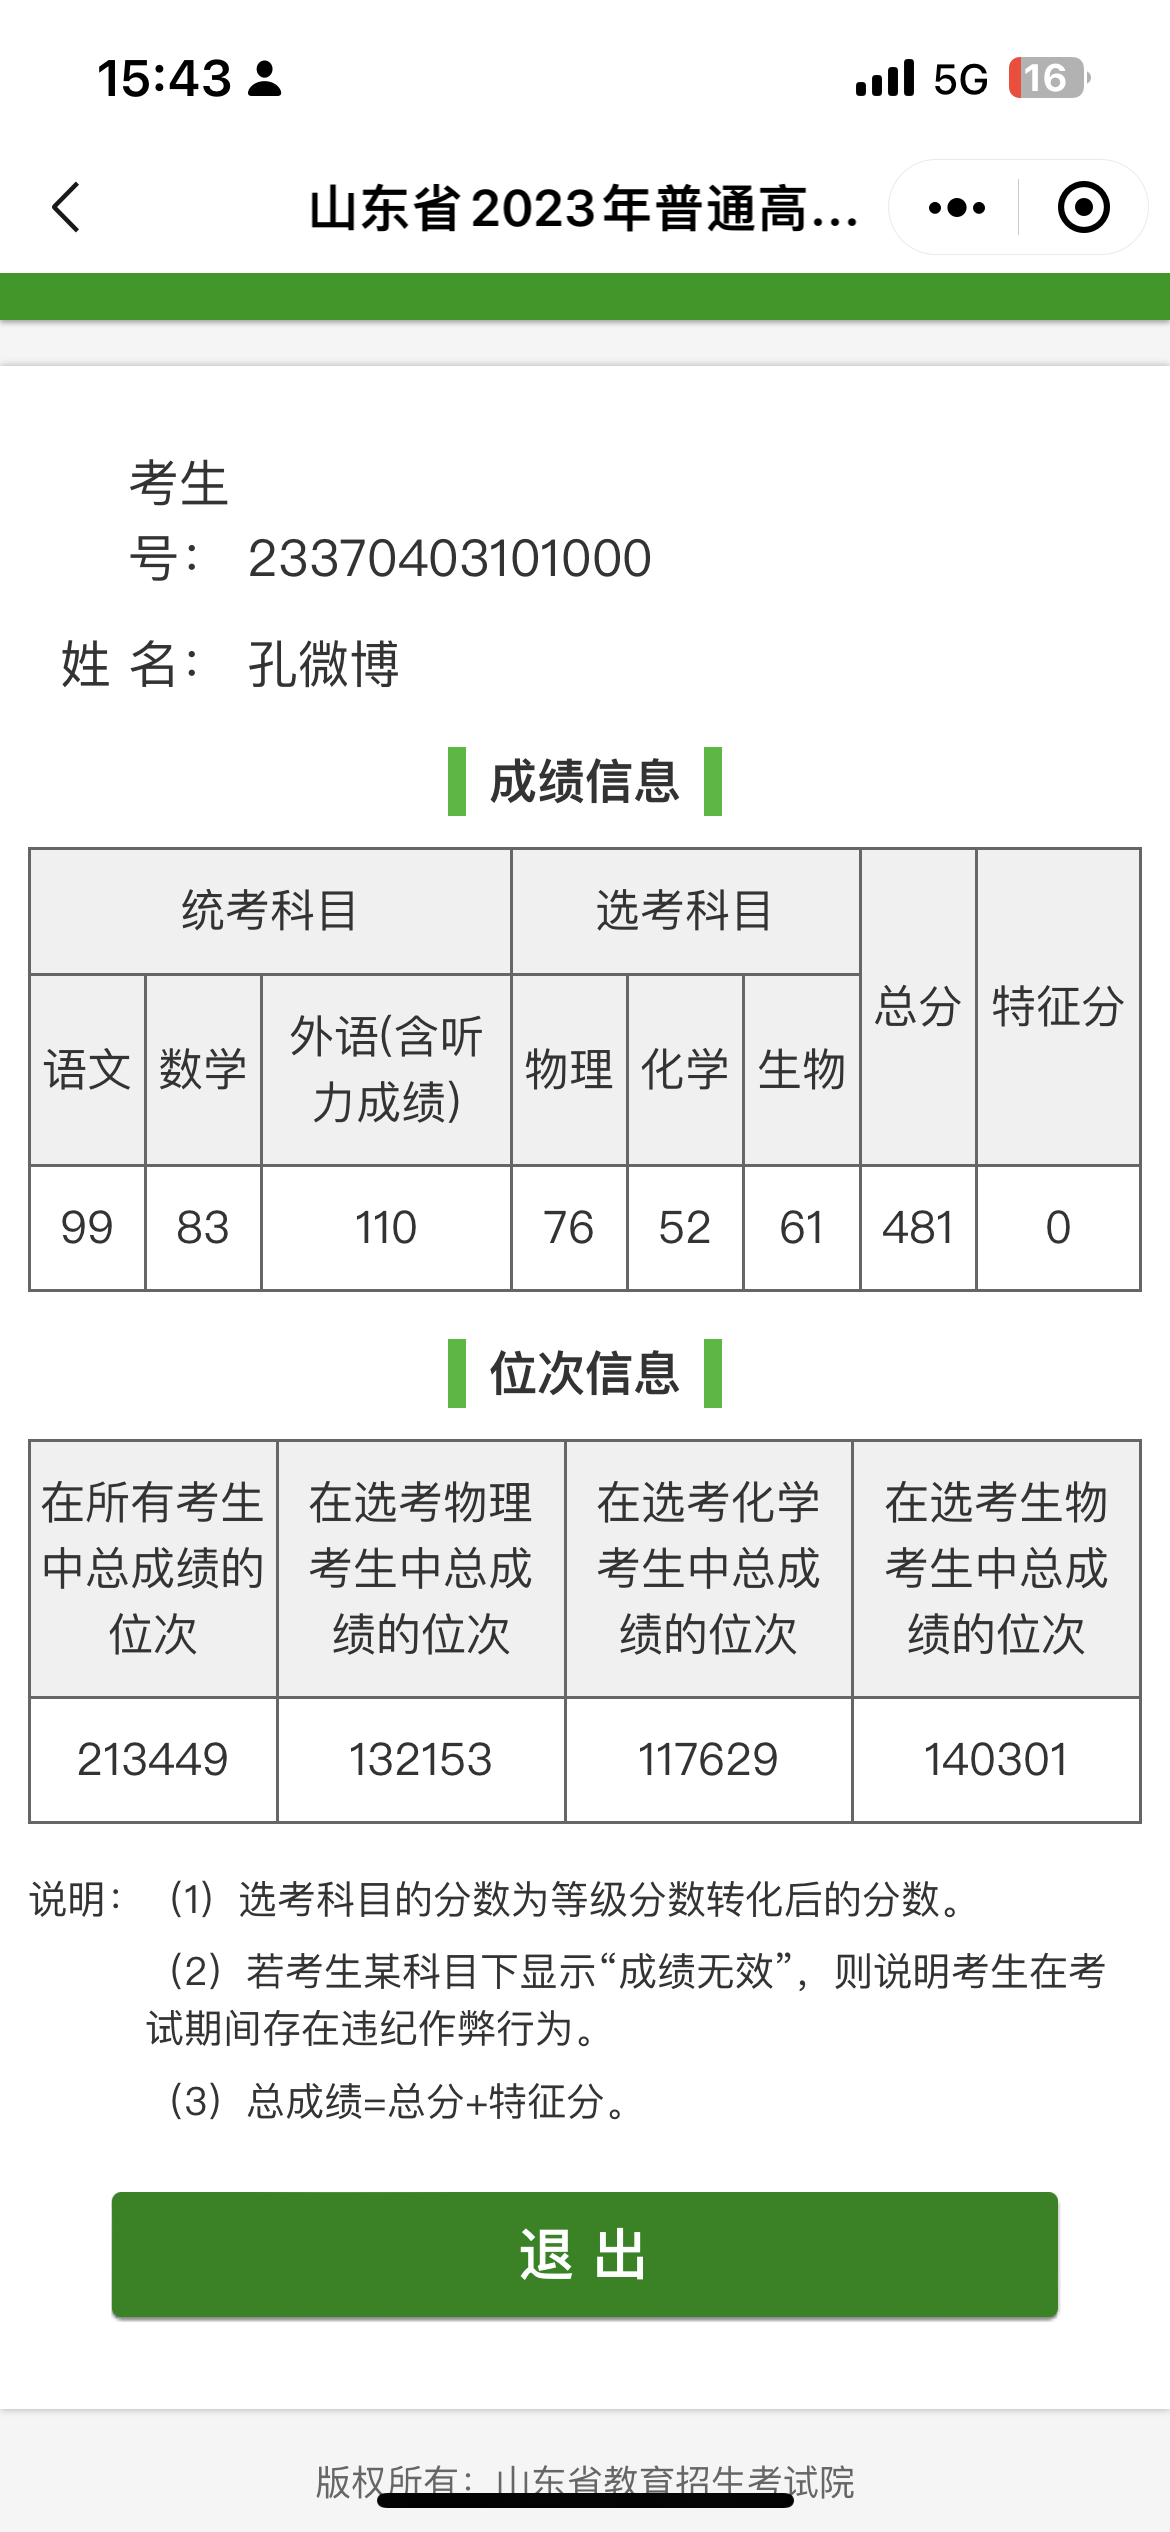 15:43
5G 16
山东省2023年普通高...
考生
号： 23370403101000
姓 名： 孔微博
成绩信息
统考科目 选考科目 总分 特征分
语文 数学 外语(含听力成绩) 物理 化学 生物
99 83 110 76 52 61 481 0
位次信息
在所有考生中总成绩的位次 在选考物理考生中总成绩的位次 在选考化学考生中总成绩的位次 在选考生物考生中总成绩的位次
213449 132153 117629 140301
说明：（1）选考科目的分数为等级分数转化后的分数。
（2）若考生某科目下显示“成绩无效”，则说明考生在考
试期间存在违纪作弊行为。
（3）总成绩=总分+特征分。
退 出
版权所有：山东省教育招生考试院